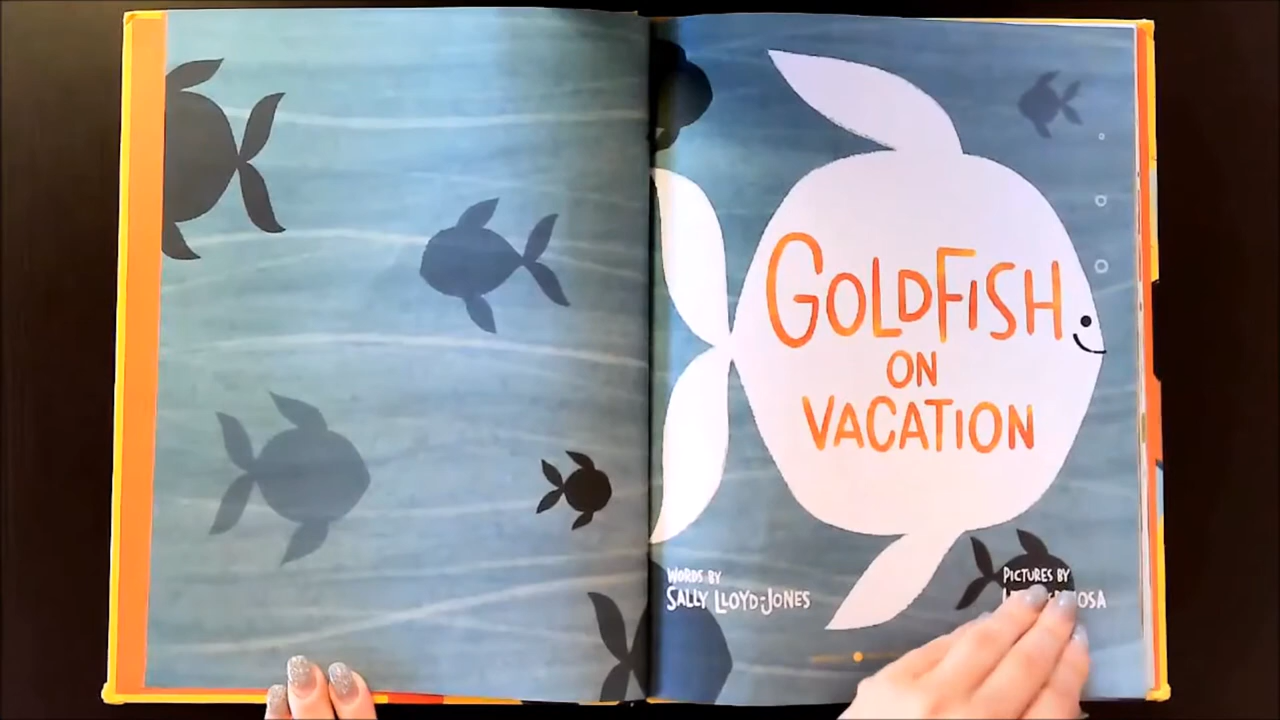 GOLDFISH
ON
VACATION
WORDS BY
SALLY LLOYD-JONES
PICTURES BY